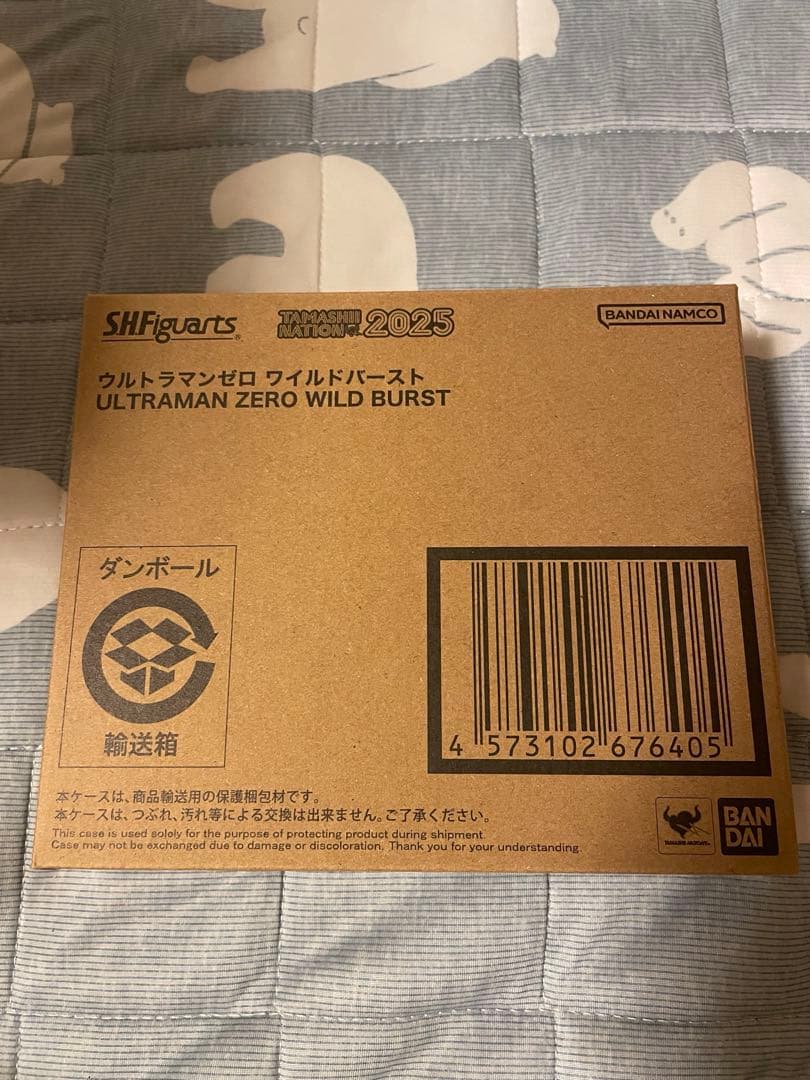 S.H.Figuarts®
TAMASHII NATION 2025
BANDAI NAMCO
ウルトラマンゼロ ワイルドバースト
ULTRAMAN ZERO WILD BURST
ダンボール
輸送箱
4 573102 676405
本ケースは、商品輸送用の保護梱包材です。
本ケースは、つぶれ、汚れ等による交換は出来ません。ご了承ください。
This case is used solely for the purpose of protecting product during shipment.
Case may not be exchanged due to damage or discoloration. Thank you for your understanding.
TAMASHII NATIONS
BAN
DAI